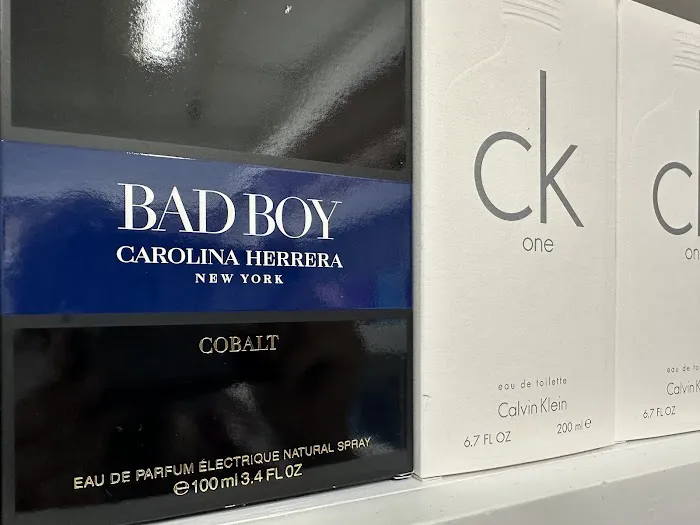 BAD BOY
CAROLINA HERRERA
NEW YORK
COBALT
EAU DE PARFUM ÉLECTRIQUE NATURAL SPRAY
℮100 ml 3.4 FL OZ
ck
one
eau de toilette
Calvin Klein
6.7 FL OZ 200 ml ℮
ck
on
eau de to
Calvin K
6.7 FL OZ